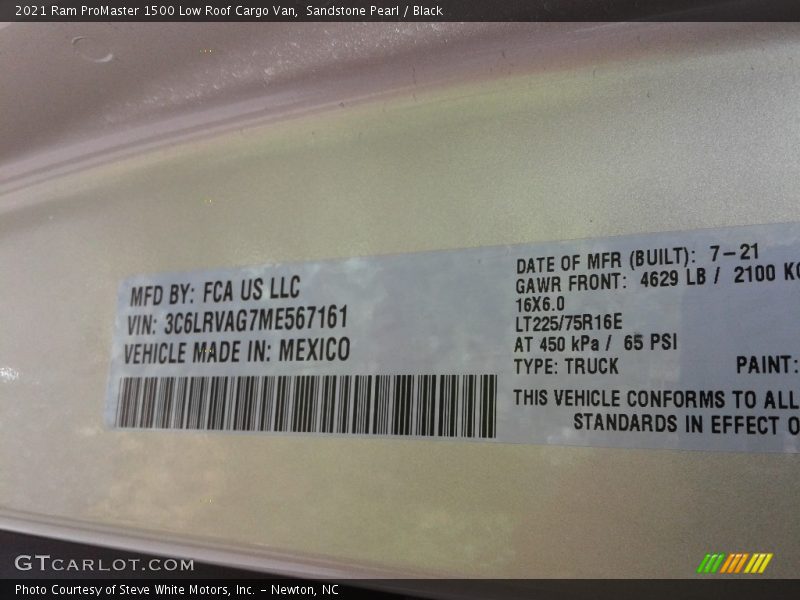 2021 Ram ProMaster 1500 Low Roof Cargo Van, Sandstone Pearl / Black
MFD BY: FCA US LLC
VIN: 3C6LRVAG7ME567161
VEHICLE MADE IN: MEXICO
DATE OF MFR (BUILT): 7-21
GAWR FRONT: 4629 LB / 2100 KG
16X6.0
LT225/75R16E
AT 450 kPa / 65 PSI
TYPE: TRUCK PAINT:
THIS VEHICLE CONFORMS TO ALL
STANDARDS IN EFFECT O
GTCARLOT.COM
Photo Courtesy of Steve White Motors, Inc. – Newton, NC